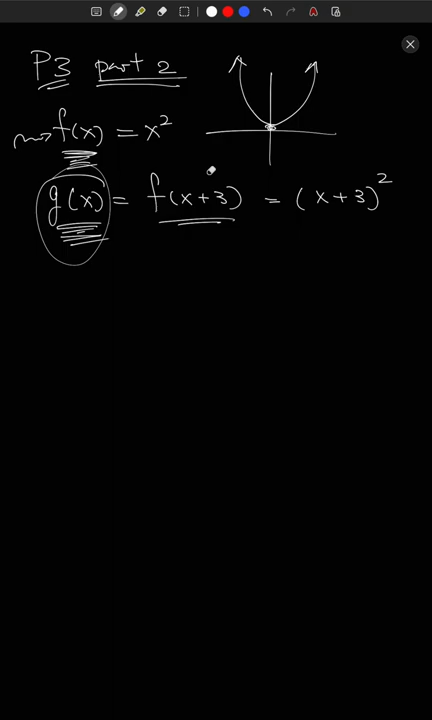 P3 part 2
f(x) = x²
g(x) = f(x+3) = (x+3)²